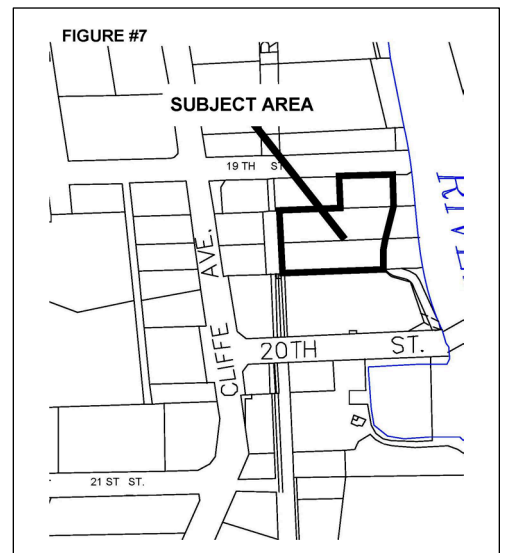 FIGURE #7
SUBJECT AREA
19 TH ST.
CLIFFE AVE.
20TH ST.
21 ST ST.